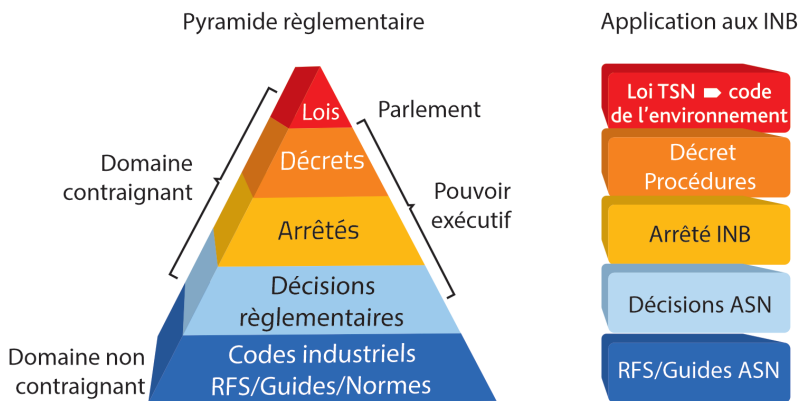 Pyramide règlementaire
Lois
Décrets
Arrêtés
Décisions
règlementaires
Codes industriels
RFS/Guides/Normes
Domaine
contraignant
Domaine non
contraignant
Parlement
Pouvoir
exécutif
Application aux INB
Loi TSN ➨ code
de l'environnement
Décret
Procédures
Arrêté INB
Décisions ASN
RFS/Guides ASN